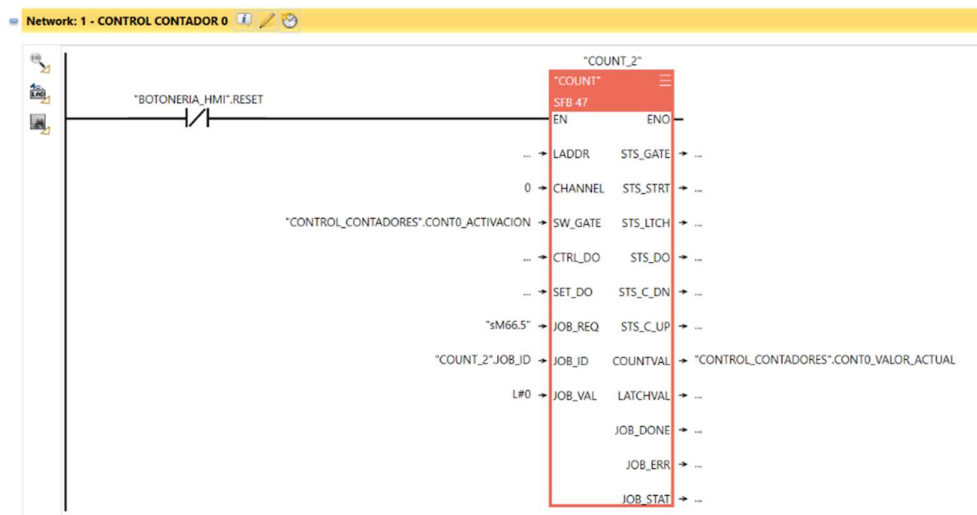 Network: 1 - CONTROL CONTADOR 0
"COUNT_2"
"COUNT"
SFB 47
"BOTONERIA_HMI".RESET
EN ENO
... LADDR STS_GATE ...
0 CHANNEL STS_STRT ...
"CONTROL_CONTADORES".CONT0_ACTIVACION SW_GATE STS_LTCH ...
... CTRL_DO STS_DO ...
... SET_DO STS_C_DN ...
"sM66.5" JOB_REQ STS_C_UP ...
"COUNT_2".JOB_ID JOB_ID COUNTVAL "CONTROL_CONTADORES".CONT0_VALOR_ACTUAL
L#0 JOB_VAL LATCHVAL ...
JOB_DONE ...
JOB_ERR ...
JOB_STAT ...